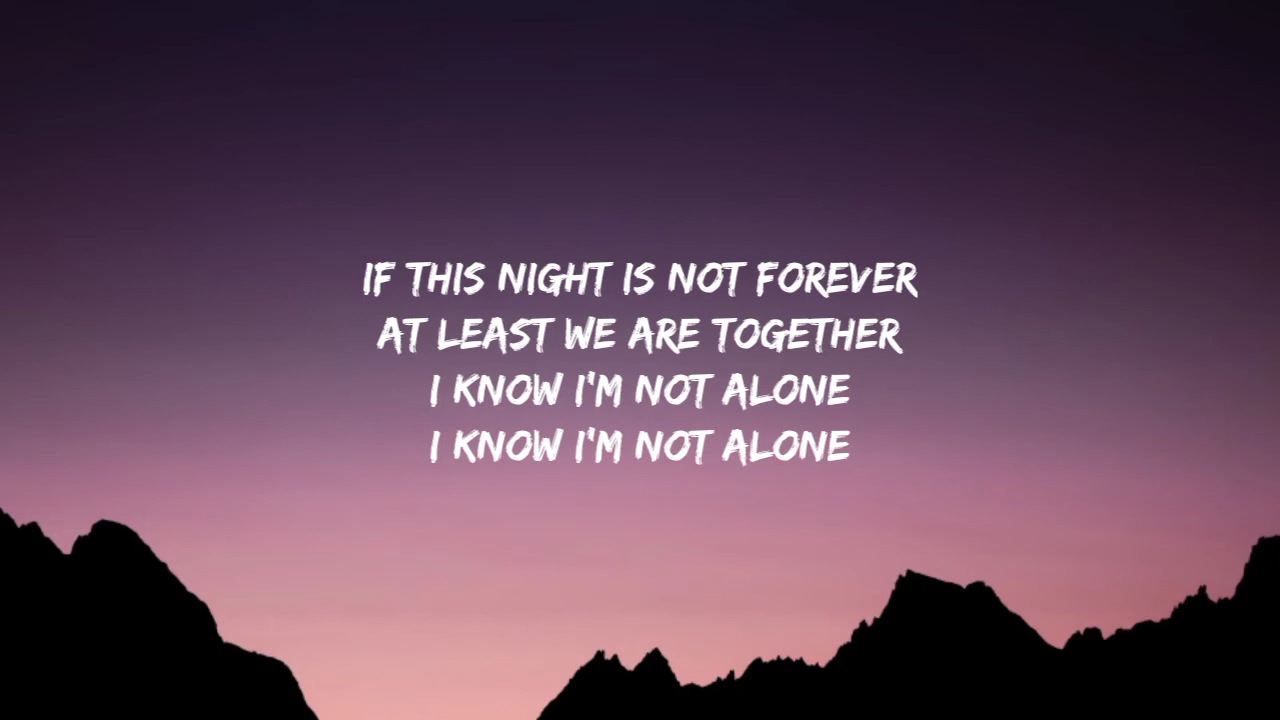 IF THIS NIGHT IS NOT FOREVER
AT LEAST WE ARE TOGETHER
I KNOW I'M NOT ALONE
I KNOW I'M NOT ALONE